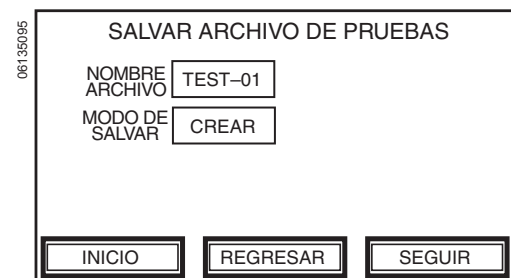 06135095
SALVAR ARCHIVO DE PRUEBAS
NOMBRE
ARCHIVO
TEST–01
MODO DE
SALVAR
CREAR
INICIO
REGRESAR
SEGUIR